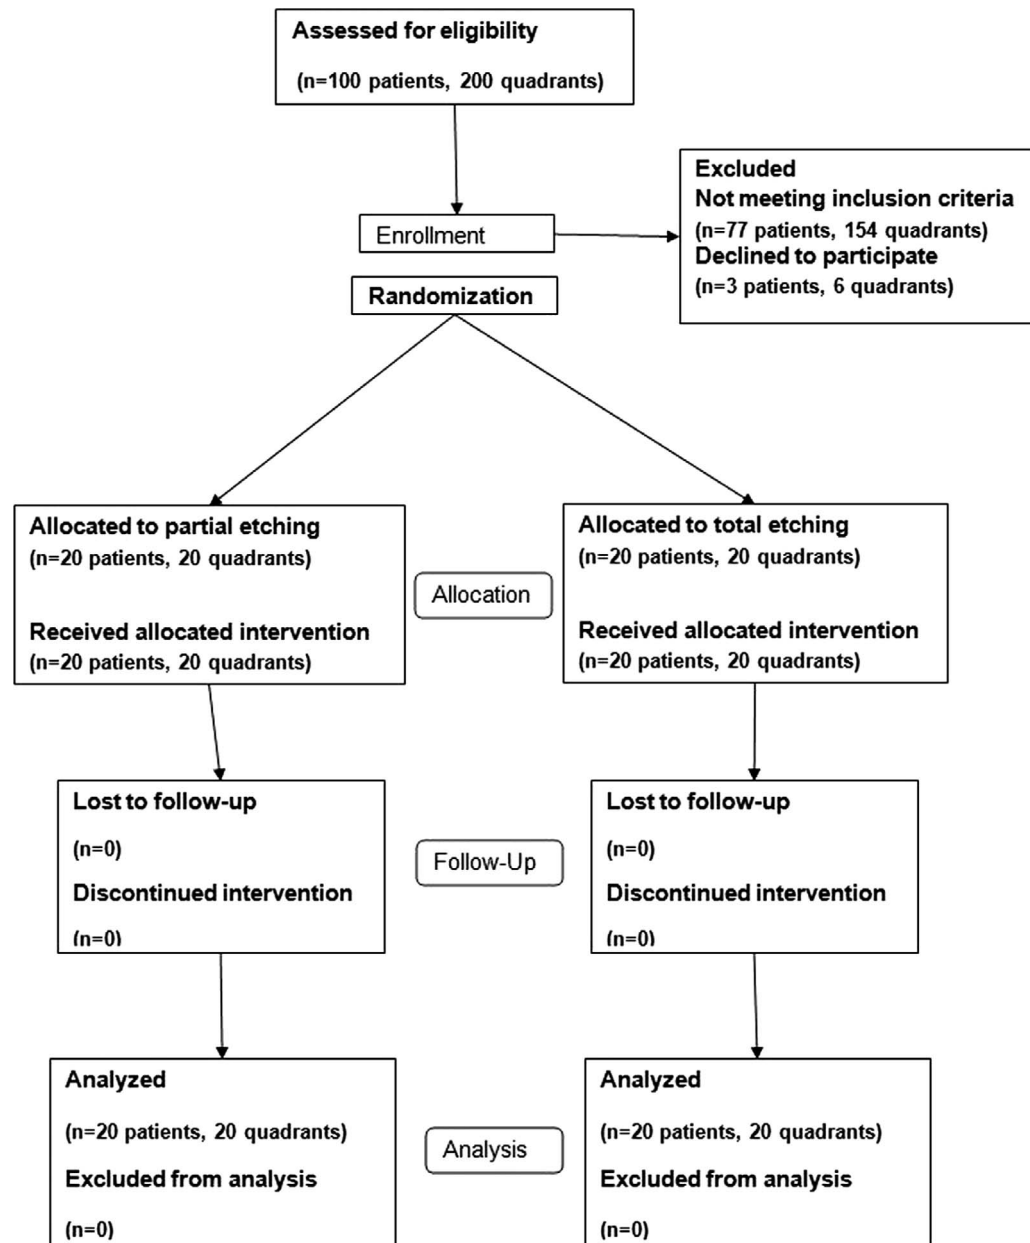 Assessed for eligibility
(n=100 patients, 200 quadrants)
Excluded
Not meeting inclusion criteria
(n=77 patients, 154 quadrants)
Declined to participate
(n=3 patients, 6 quadrants)
Enrollment
Randomization
Allocated to partial etching
(n=20 patients, 20 quadrants)
Received allocated intervention
(n=20 patients, 20 quadrants)
Allocation
Allocated to total etching
(n=20 patients, 20 quadrants)
Received allocated intervention
(n=20 patients, 20 quadrants)
Lost to follow-up
(n=0)
Discontinued intervention
(n=0)
Follow-Up
Lost to follow-up
(n=0)
Discontinued intervention
(n=0)
Analyzed
(n=20 patients, 20 quadrants)
Excluded from analysis
(n=0)
Analysis
Analyzed
(n=20 patients, 20 quadrants)
Excluded from analysis
(n=0)